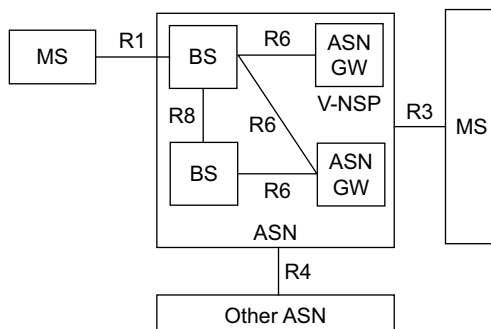 MS
R1
BS
R6
ASN
GW
V-NSP
R8
R6
R3
MS
BS
R6
ASN
GW
ASN
R4
Other ASN